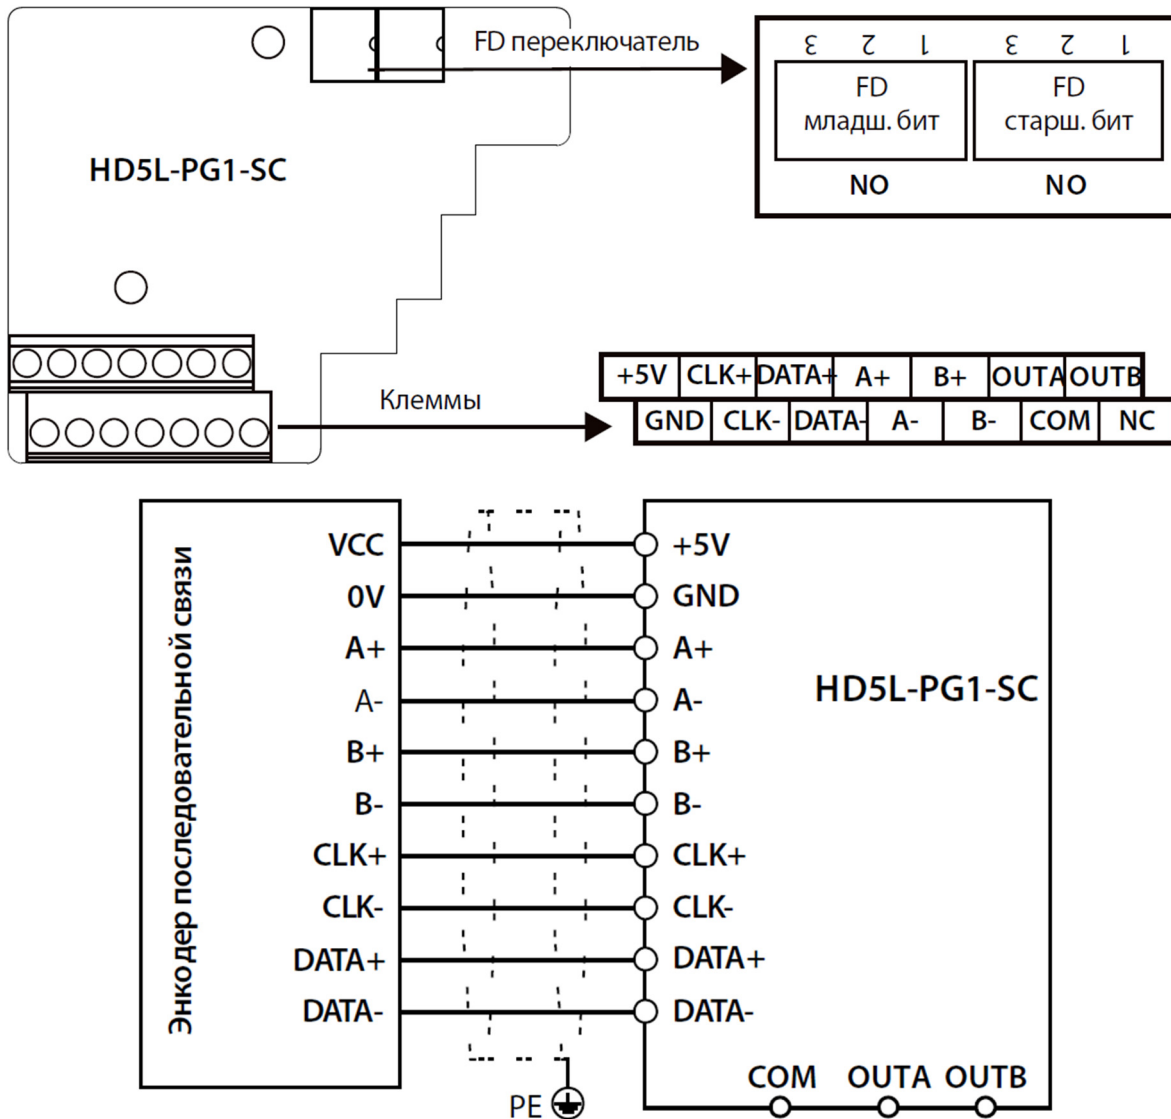 FD переключатель
3 2 1 3 2 1
FD
младш. бит
FD
старш. бит
NO
NO
HD5L-PG1-SC
Клеммы
+5V CLK+ DATA+ A+ B+ OUTA OUTB
GND CLK- DATA- A- B- COM NC
Энкодер последовательной связи
VCC +5V
0V GND
A+ A+
A- A-
B+ B+
B- B-
CLK+ CLK+
CLK- CLK-
DATA+ DATA+
DATA- DATA-
HD5L-PG1-SC
COM OUTA OUTB
PE